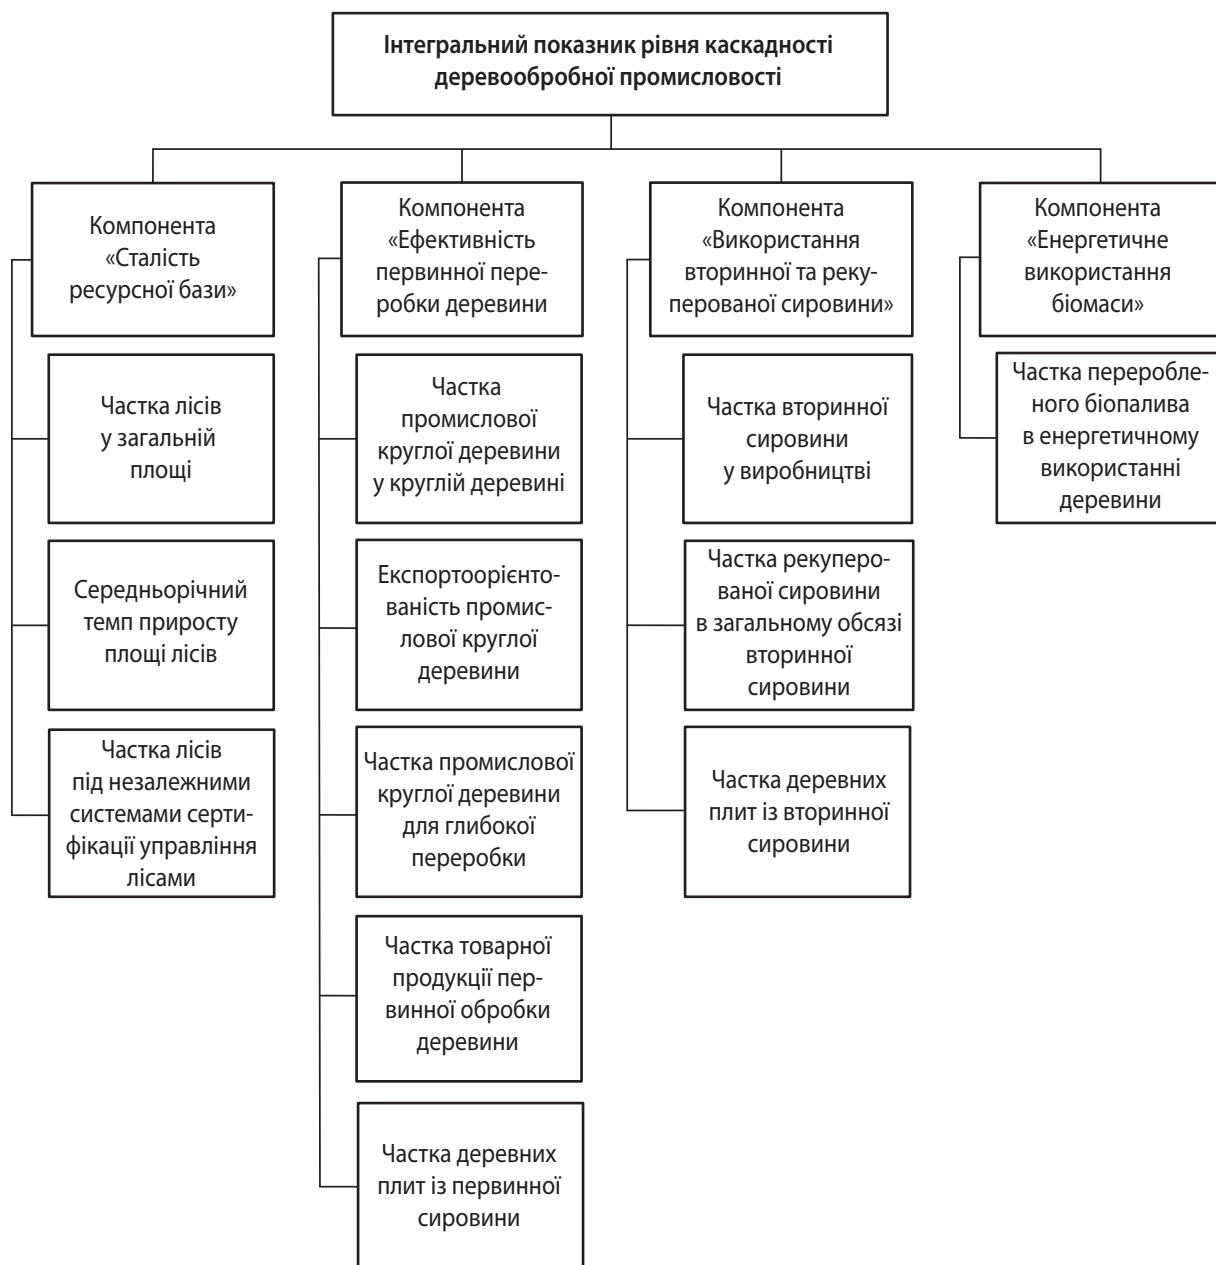 Інтегральний показник рівня каскадності
деревообробної промисловості
Компонента
«Сталість
ресурсної бази»
Частка лісів
у загальній
площі
Середньорічний
темп приросту
площі лісів
Частка лісів
під незалежними
системами серти-
фікації управління
лісами
Компонента
«Ефективність
первинної пере-
робки деревини
Частка
промислової
круглої деревини
у круглій деревині
Експортоорієнто-
ваність промис-
лової круглої
деревини
Частка промислової
круглої деревини
для глибокої
переробки
Частка товарної
продукції пер-
винної обробки
деревини
Частка деревних
плит із первинної
сировини
Компонента
«Використання
вторинної та реку-
перованої сировини»
Частка вторинної
сировини
у виробництві
Частка рекуперо-
ваної сировини
в загальному обсязі
вторинної
сировини
Частка деревних
плит із вторинної
сировини
Компонента
«Енергетичне
використання
біомаси»
Частка перероблe-
ного біопалива
в енергетичному
використанні
деревини